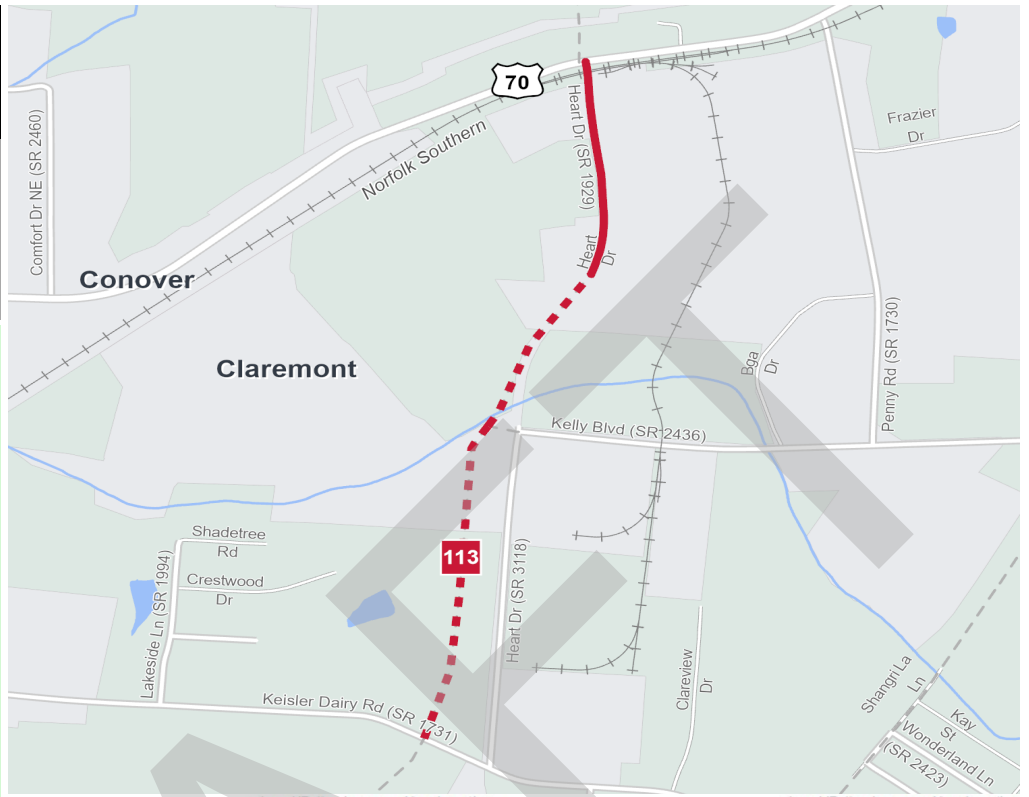 70
Norfolk Southern
Heart Dr (SR 1929)
Heart
Dr
Frazier
Dr
Comfort Dr NE (SR 2460)
Conover
Claremont
Bga
Dr
Penny Rd (SR 1730)
Kelly Blvd (SR 2436)
Shadetree
Rd
Crestwood
Dr
Lakeside Ln (SR 1994)
113
Heart Dr (SR 3118)
Keisler Dairy Rd (SR 1731)
Clareview
Dr
Shangri La
Ln
Kay
St
Wonderland Ln
(SR 2423)